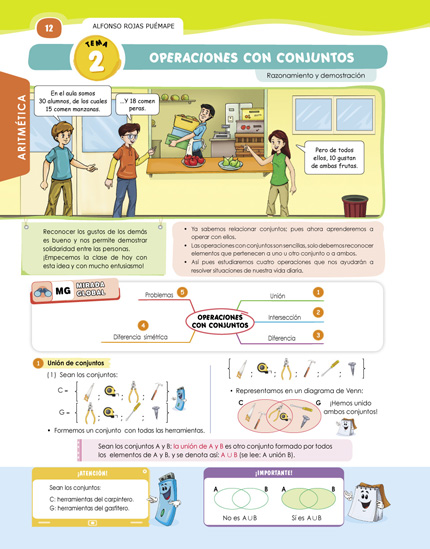 12
ALFONSO ROJAS PUÉMAPE
TEMA
2
OPERACIONES CON CONJUNTOS
Razonamiento y demostración
ARITMÉTICA
En el aula somos
30 alumnos, de los cuales
15 comen manzanas.
...Y 18 comen
peras.
Pero de todos
ellos, 10 gustan
de ambas frutas.
Reconocer los gustos de los demás
es bueno y nos permite demostrar
solidaridad entre las personas.
¡Empecemos la clase de hoy con
esta idea y con mucho entusiasmo!
• Ya sabemos relacionar conjuntos; pues ahora aprenderemos a
operar con ellos.
• Las operaciones con conjuntos son sencillas, solo debemos reconocer
elementos que pertenecen a uno u otro conjunto o a ambos.
• Así pues estudiaremos cuatro operaciones que nos ayudarán a
resolver situaciones de nuestra vida diaria.
MG
MIRADA
GLOBAL
Problemas 5
Unión 1
OPERACIONES
CON CONJUNTOS
Intersección 2
4
Diferencia simétrica
Diferencia 3
1 Unión de conjuntos
(1) Sean los conjuntos:
C =
G =
• Formemos un conjunto con todas las herramientas.
• Representamos en un diagrama de Venn:
C
G
¡Hemos unido
ambos conjuntos!
Sean los conjuntos A y B; la unión de A y B es otro conjunto formado por todos
los elementos de A y B, y se denota así: A ∪ B (se lee: A unión B).
¡ATENCIÓN!
Sean los conjuntos:
C: herramientas del carpintero.
G: herramientas del gasfitero.
¡IMPORTANTE!
A
B
A
B
No es A∪B
Sí es A∪B